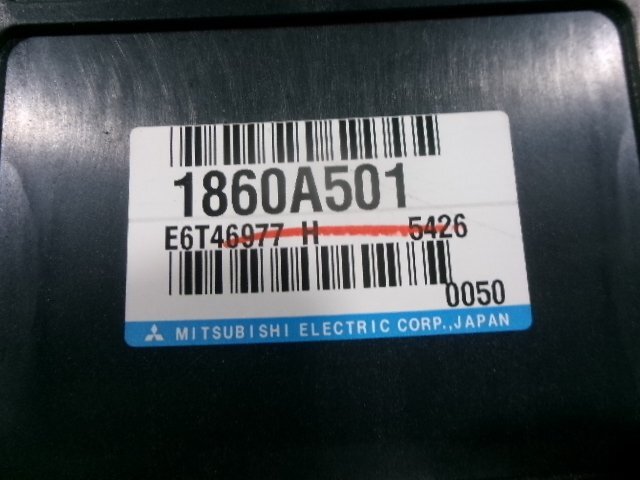 1860A501
E6T46977 H 5426
0050
MITSUBISHI ELECTRIC CORP.,JAPAN